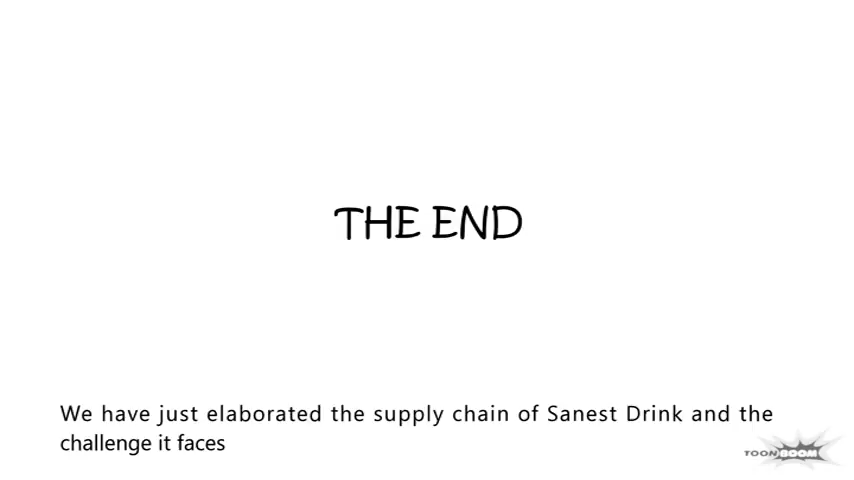 THE END
We have just elaborated the supply chain of Sanest Drink and the
challenge it faces
TOONBOOM